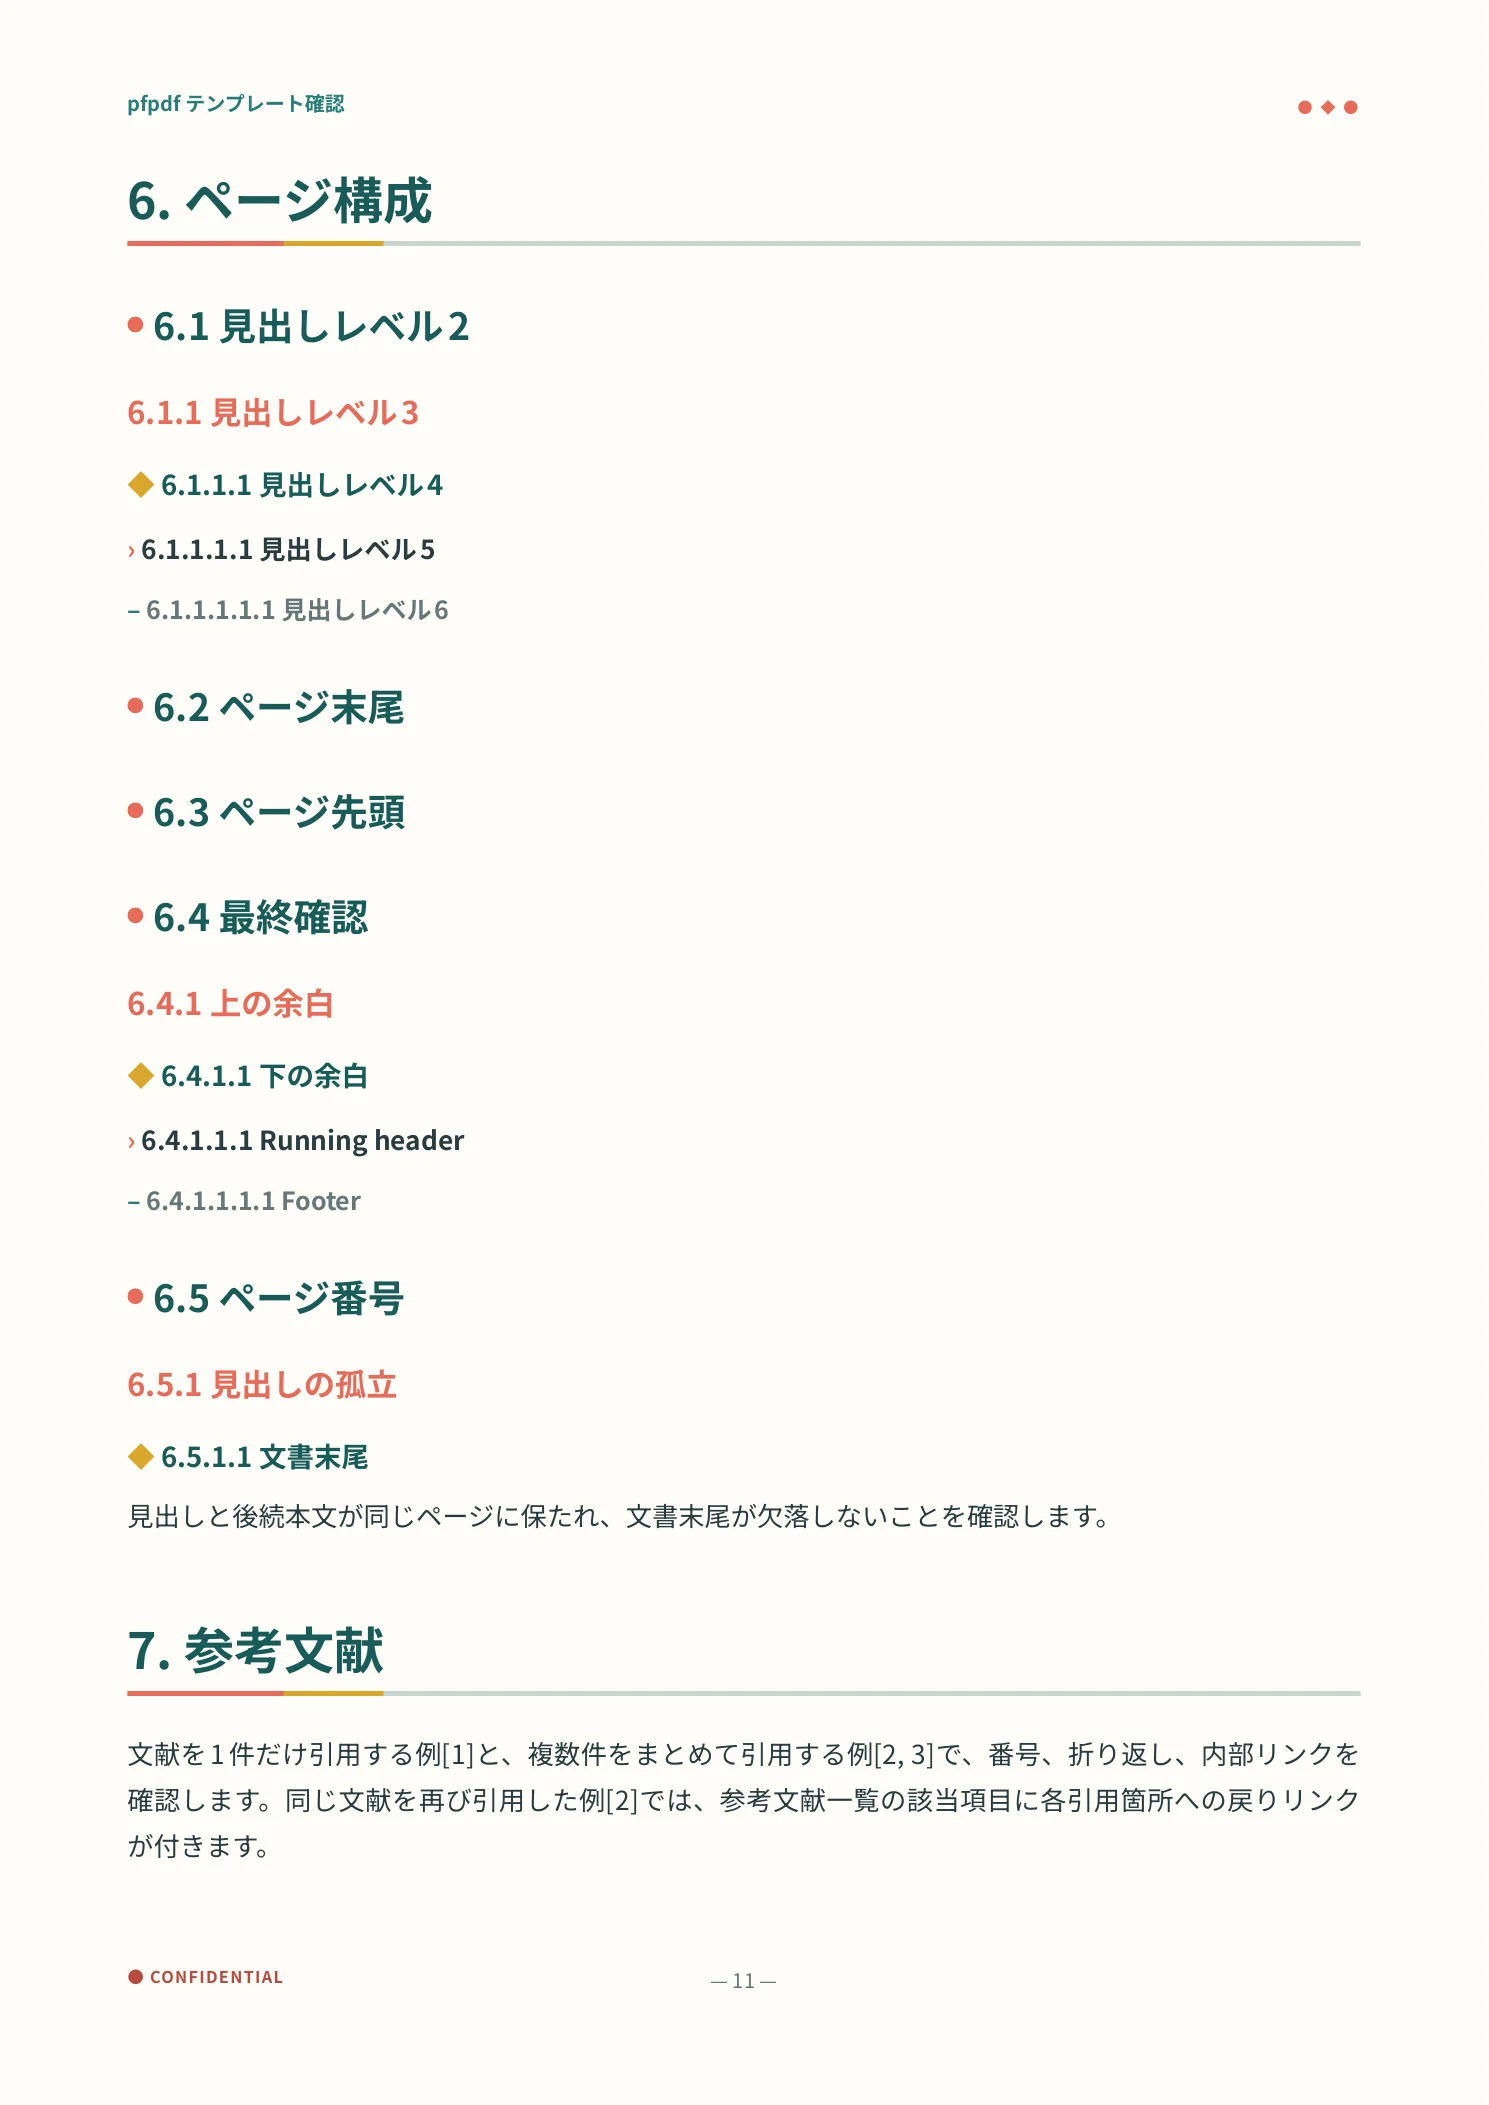 pfpdf テンプレート確認
6. ページ構成
6.1 見出しレベル2
6.1.1 見出しレベル3
◆ 6.1.1.1 見出しレベル4
› 6.1.1.1.1 見出しレベル5
– 6.1.1.1.1.1 見出しレベル6
6.2 ページ末尾
6.3 ページ先頭
6.4 最終確認
6.4.1 上の余白
◆ 6.4.1.1 下の余白
› 6.4.1.1.1 Running header
– 6.4.1.1.1.1 Footer
6.5 ページ番号
6.5.1 見出しの孤立
◆ 6.5.1.1 文書末尾
見出しと後続本文が同じページに保たれ、文書末尾が欠落しないことを確認します。
7. 参考文献
文献を1件だけ引用する例[1]と、複数件をまとめて引用する例[2, 3]で、番号、折り返し、内部リンクを
確認します。同じ文献を再び引用した例[2]では、参考文献一覧の該当項目に各引用箇所への戻りリンク
が付きます。
● CONFIDENTIAL
— 11 —